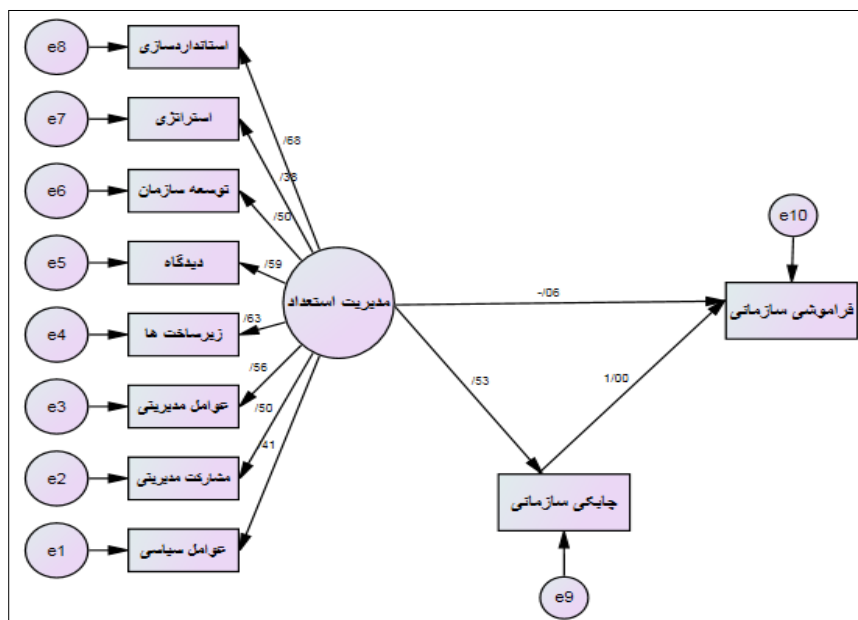 e8
استانداردسازی
e7
استراتژی
e6
توسعه سازمان
e5
دیدگاه
e4
زیرساخت ها
e3
عوامل مدیریتی
e2
مشارکت مدیریتی
e1
عوامل سیاسی
/68
/38
/50
/59
/63
/56
/50
/41
مدیریت استعداد
-/06
/53
1/00
e10
فراموشی سازمانی
چابکی سازمانی
e9